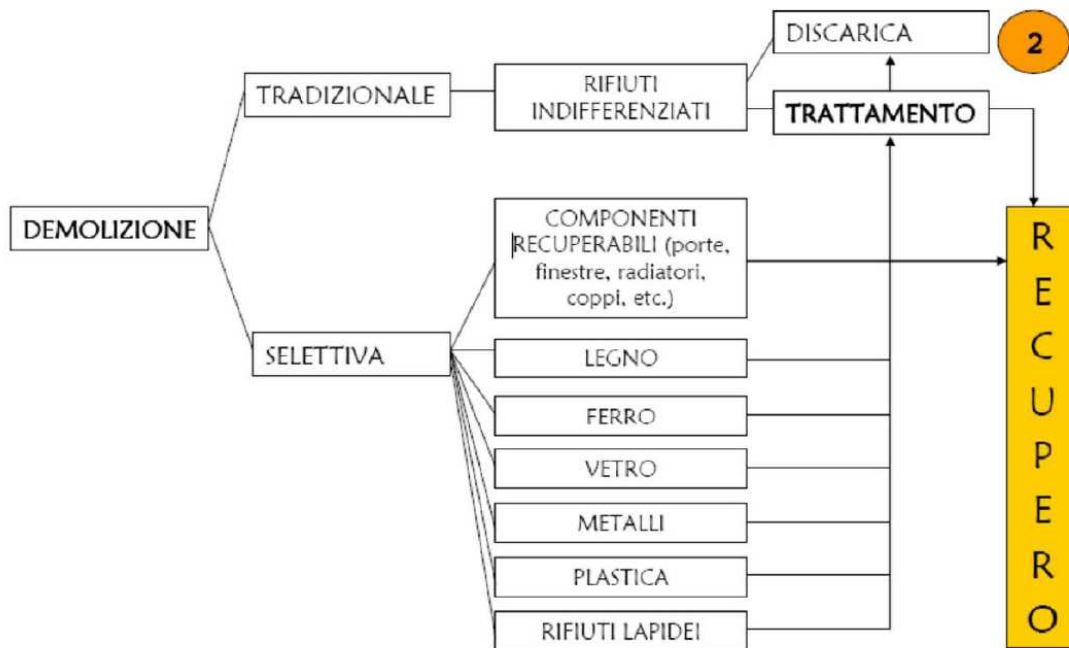 DISCARICA
2
TRADIZIONALE
RIFIUTI
INDIFFERENZIATI
TRATTAMENTO
DEMOLIZIONE
COMPONENTI
RECUPERABILI (porte,
finestre, radiatori,
coppi, etc.)
SELETTIVA
LEGNO
FERRO
VETRO
METALLI
PLASTICA
RIFIUTI LAPIDEI
RECUPERO